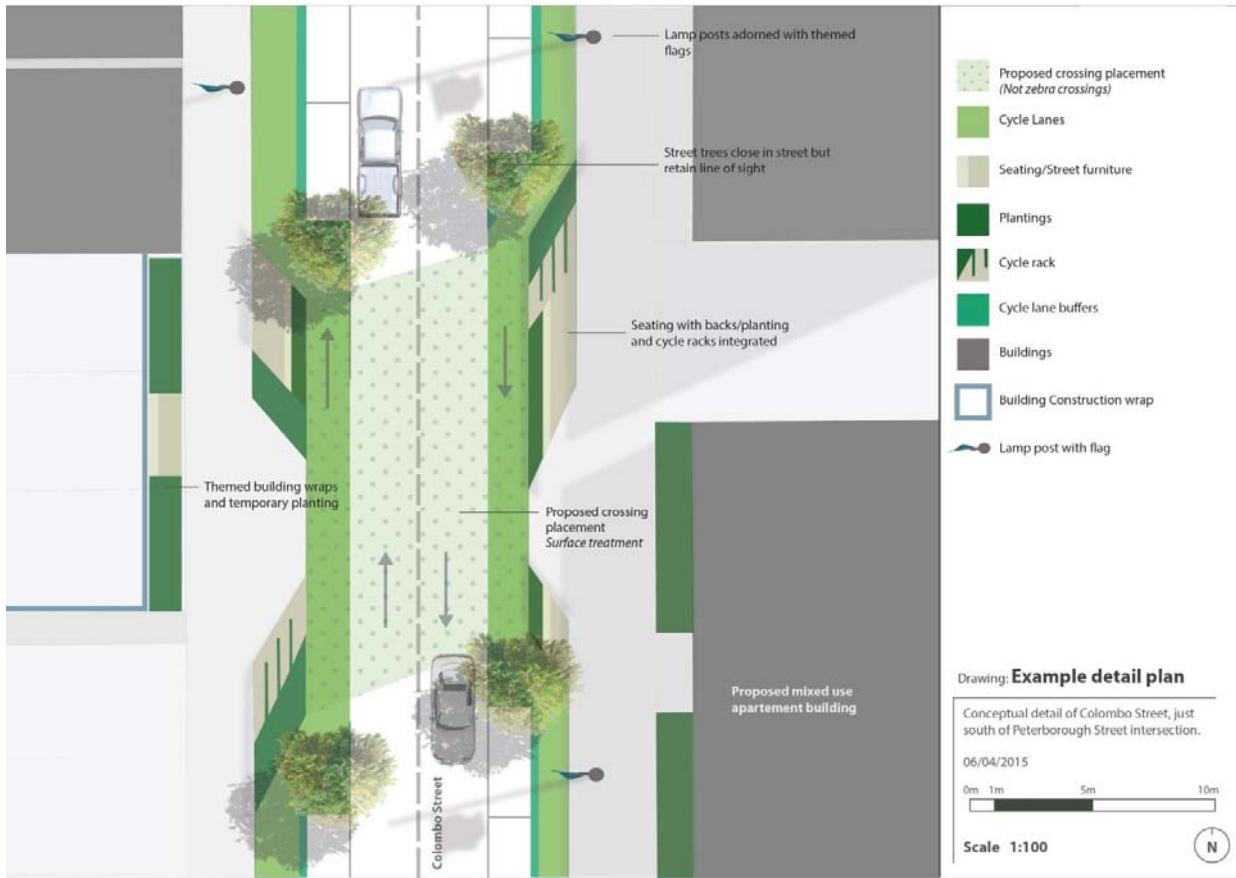 Lamp posts adorned with themed
flags
Street trees close in street but
retain line of sight
Seating with backs/planting
and cycle racks integrated
Themed building wraps
and temporary planting
Proposed crossing
placement
Surface treatment
Proposed mixed use
apartement building
Colombo Street
Proposed crossing placement
(Not zebra crossings)
Cycle Lanes
Seating/Street furniture
Plantings
Cycle rack
Cycle lane buffers
Buildings
Building Construction wrap
Lamp post with flag
Drawing: Example detail plan
Conceptual detail of Colombo Street, just
south of Peterborough Street intersection.
06/04/2015
0m 1m 5m 10m
Scale 1:100
N